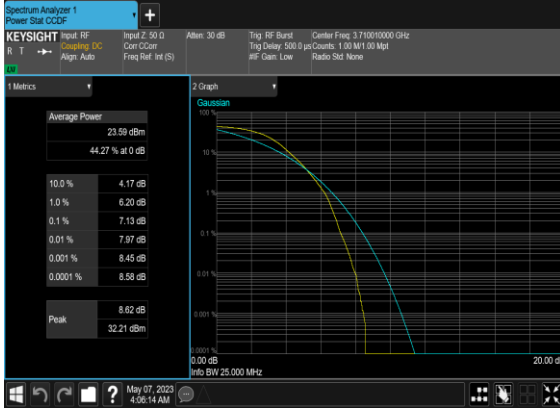 Spectrum Analyzer 1
Power Stat CCDF
KEYSIGHT
R T
Input: RF
Coupling: DC
Align: Auto
Input Z: 50 Ω
Corr CCorr
Freq Ref: Int (S)
Atten: 30 dB
Trig: RF Burst
Trig Delay: 500.0 µs
#IF Gain: Low
Center Freq: 3.710010000 GHz
Counts: 1.00 M/1.00 Mpt
Radio Std: None
1 Metrics
Average Power
23.59 dBm
44.27 % at 0 dB
10.0 % 4.17 dB
1.0 % 6.20 dB
0.1 % 7.13 dB
0.01 % 7.97 dB
0.001 % 8.45 dB
0.0001 % 8.58 dB
Peak 8.62 dB
32.21 dBm
2 Graph
Gaussian
100 %
10 %
1 %
0.1 %
0.01 %
0.001 %
0.0001 %
0.00 dB
20.00 d
Info BW 25.000 MHz
?
May 07, 2023
4:06:14 AM